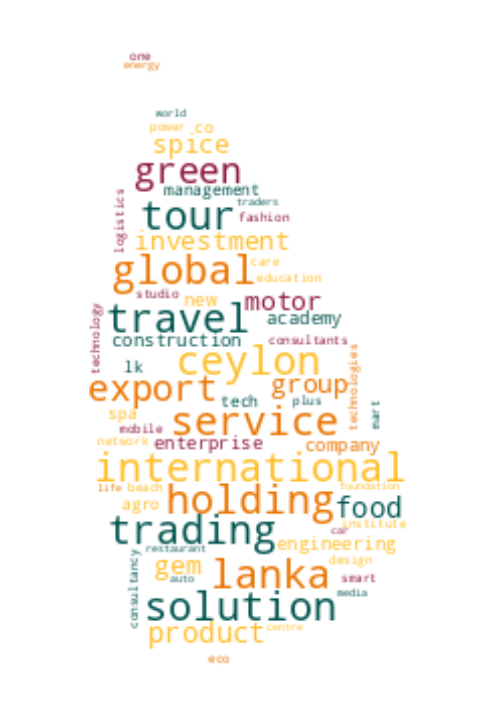 one
energy
world
power co
spice
green
management
traders
tour
fashion
logistics
investment
global
care
education
studio
new
motor
travel
academy
technology
construction
consultants
ceylon
lk
technologies
export
group
tech
plus
spa
service
mart
mobile
network
enterprise
company
international
life
beach
foundation
agro
holding
food
trading
institute
car
engineering
restaurant
gem
design
auto
lanka
smart
consultancy
media
solution
product
centre
eco